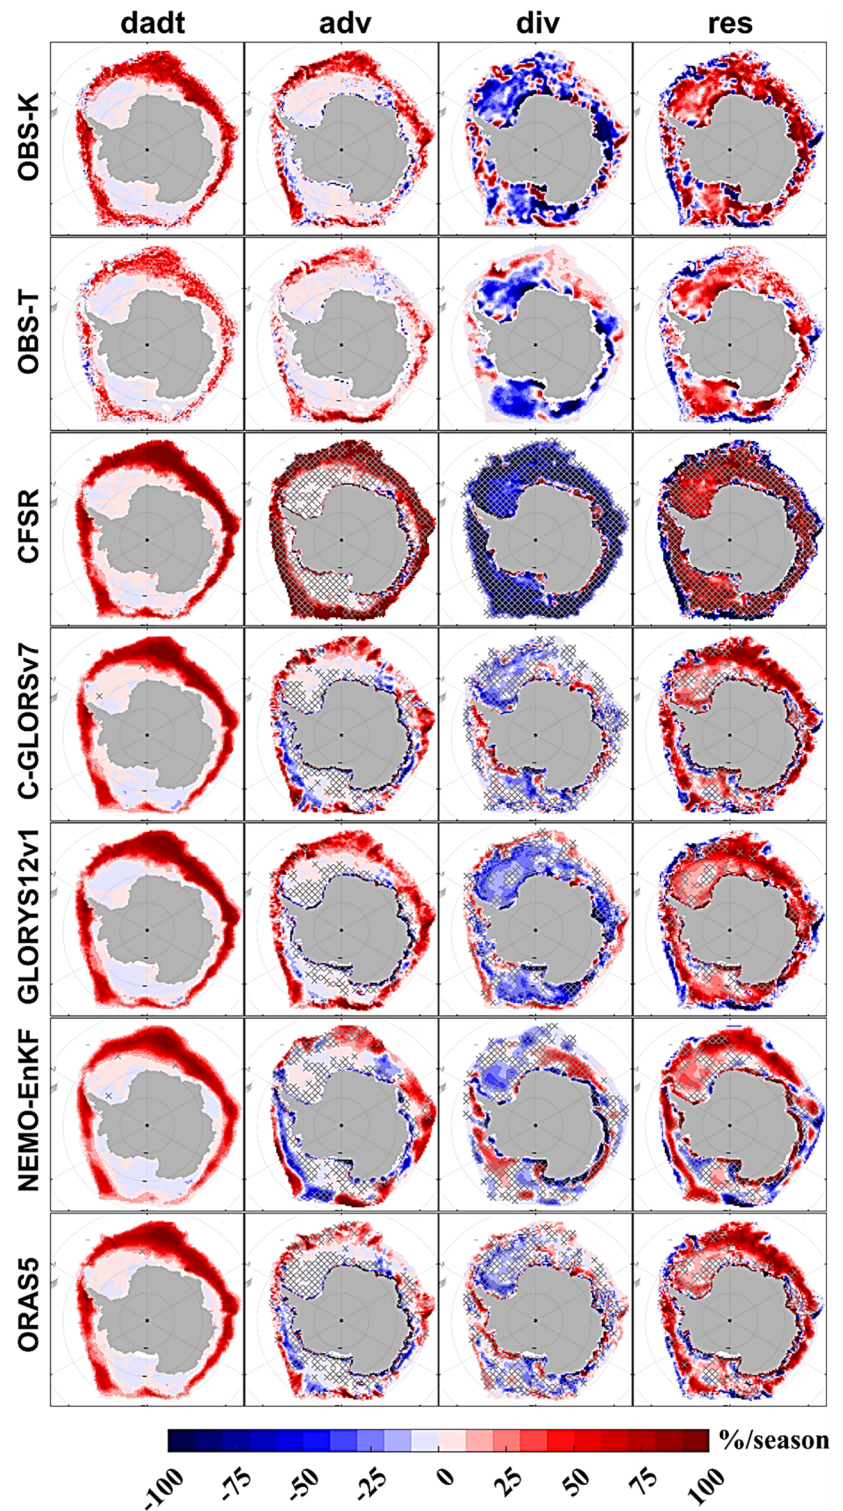 dadt adv div res
OBS-K
OBS-T
CFSR
C-GLORSv7
GLORYS12v1
NEMO-EnKF
ORAS5
%/season
-100 -75 -50 -25 0 25 50 75 100